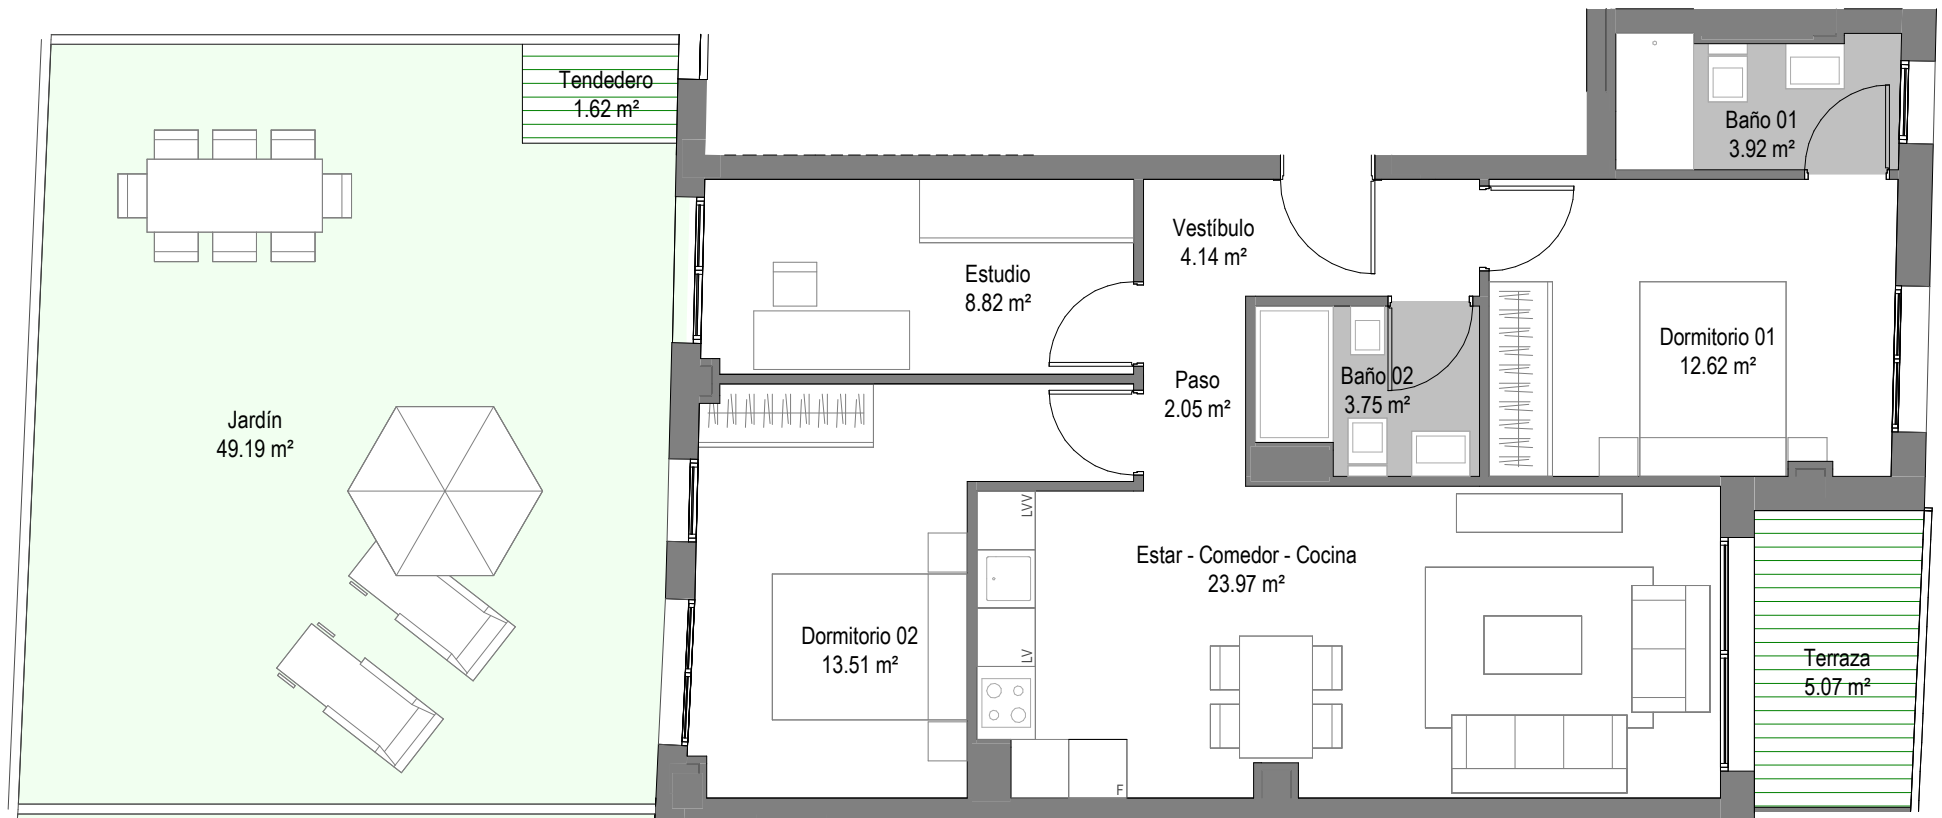 Tendedero
1.62 m²
Baño 01
3.92 m²
Vestíbulo
4.14 m²
Estudio
8.82 m²
Dormitorio 01
12.62 m²
Paso
2.05 m²
Baño 02
3.75 m²
Jardín
49.19 m²
LVV
Estar - Comedor - Cocina
23.97 m²
Dormitorio 02
13.51 m²
LV
Terraza
5.07 m²
F